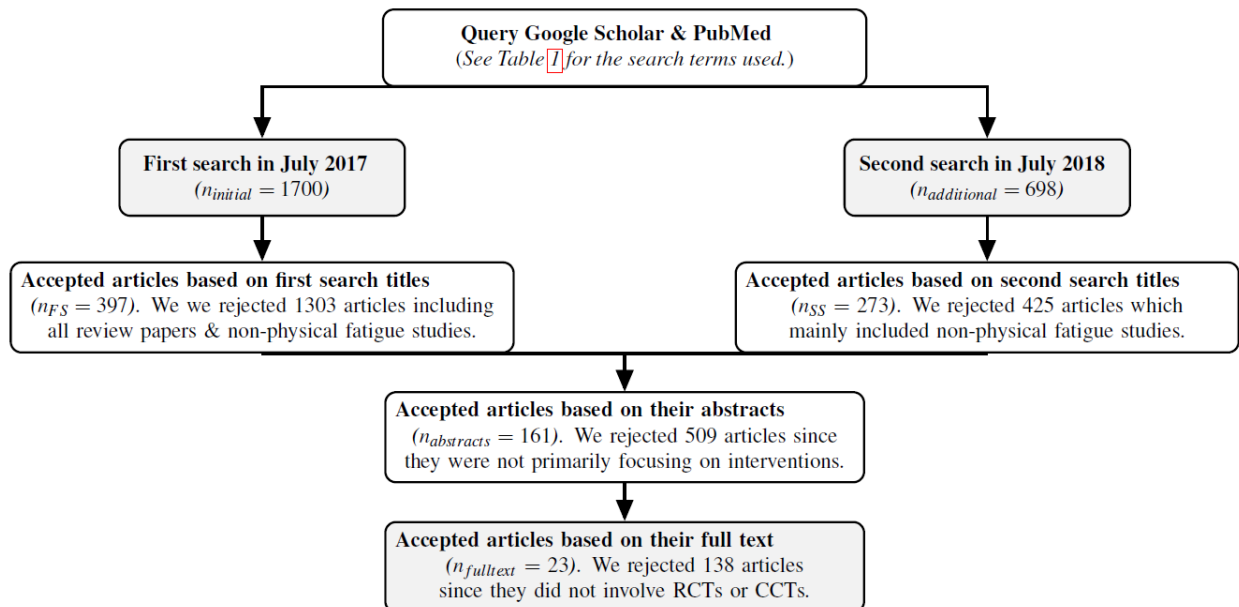 Query Google Scholar & PubMed
(See Table 1 for the search terms used.)
First search in July 2017
(n_initial = 1700)
Second search in July 2018
(n_additional = 698)
Accepted articles based on first search titles
(n_FS = 397). We we rejected 1303 articles including
all review papers & non-physical fatigue studies.
Accepted articles based on second search titles
(n_SS = 273). We rejected 425 articles which
mainly included non-physical fatigue studies.
Accepted articles based on their abstracts
(n_abstracts = 161). We rejected 509 articles since
they were not primarily focusing on interventions.
Accepted articles based on their full text
(n_fulltext = 23). We rejected 138 articles
since they did not involve RCTs or CCTs.